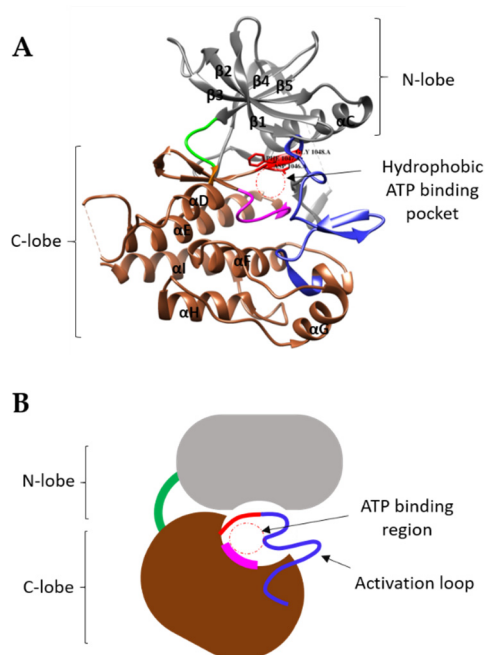 A
N-lobe
β2
β4
β5
β3
β1
αC
GLY 1048.A
Hydrophobic
ATP binding
pocket
C-lobe
αD
αE
αI
αF
αH
αG
B
N-lobe
ATP binding
region
C-lobe
Activation loop